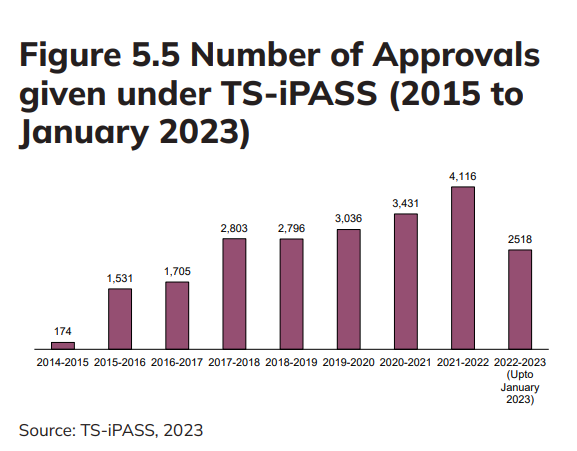 Figure 5.5 Number of Approvals
given under TS-iPASS (2015 to
January 2023)
4,116
3,431
3,036
2,803
2,796
2518
1,705
1,531
174
2014-2015 2015-2016 2016-2017 2017-2018 2018-2019 2019-2020 2020-2021 2021-2022 2022-2023
(Upto
January
2023)
Source: TS-iPASS, 2023